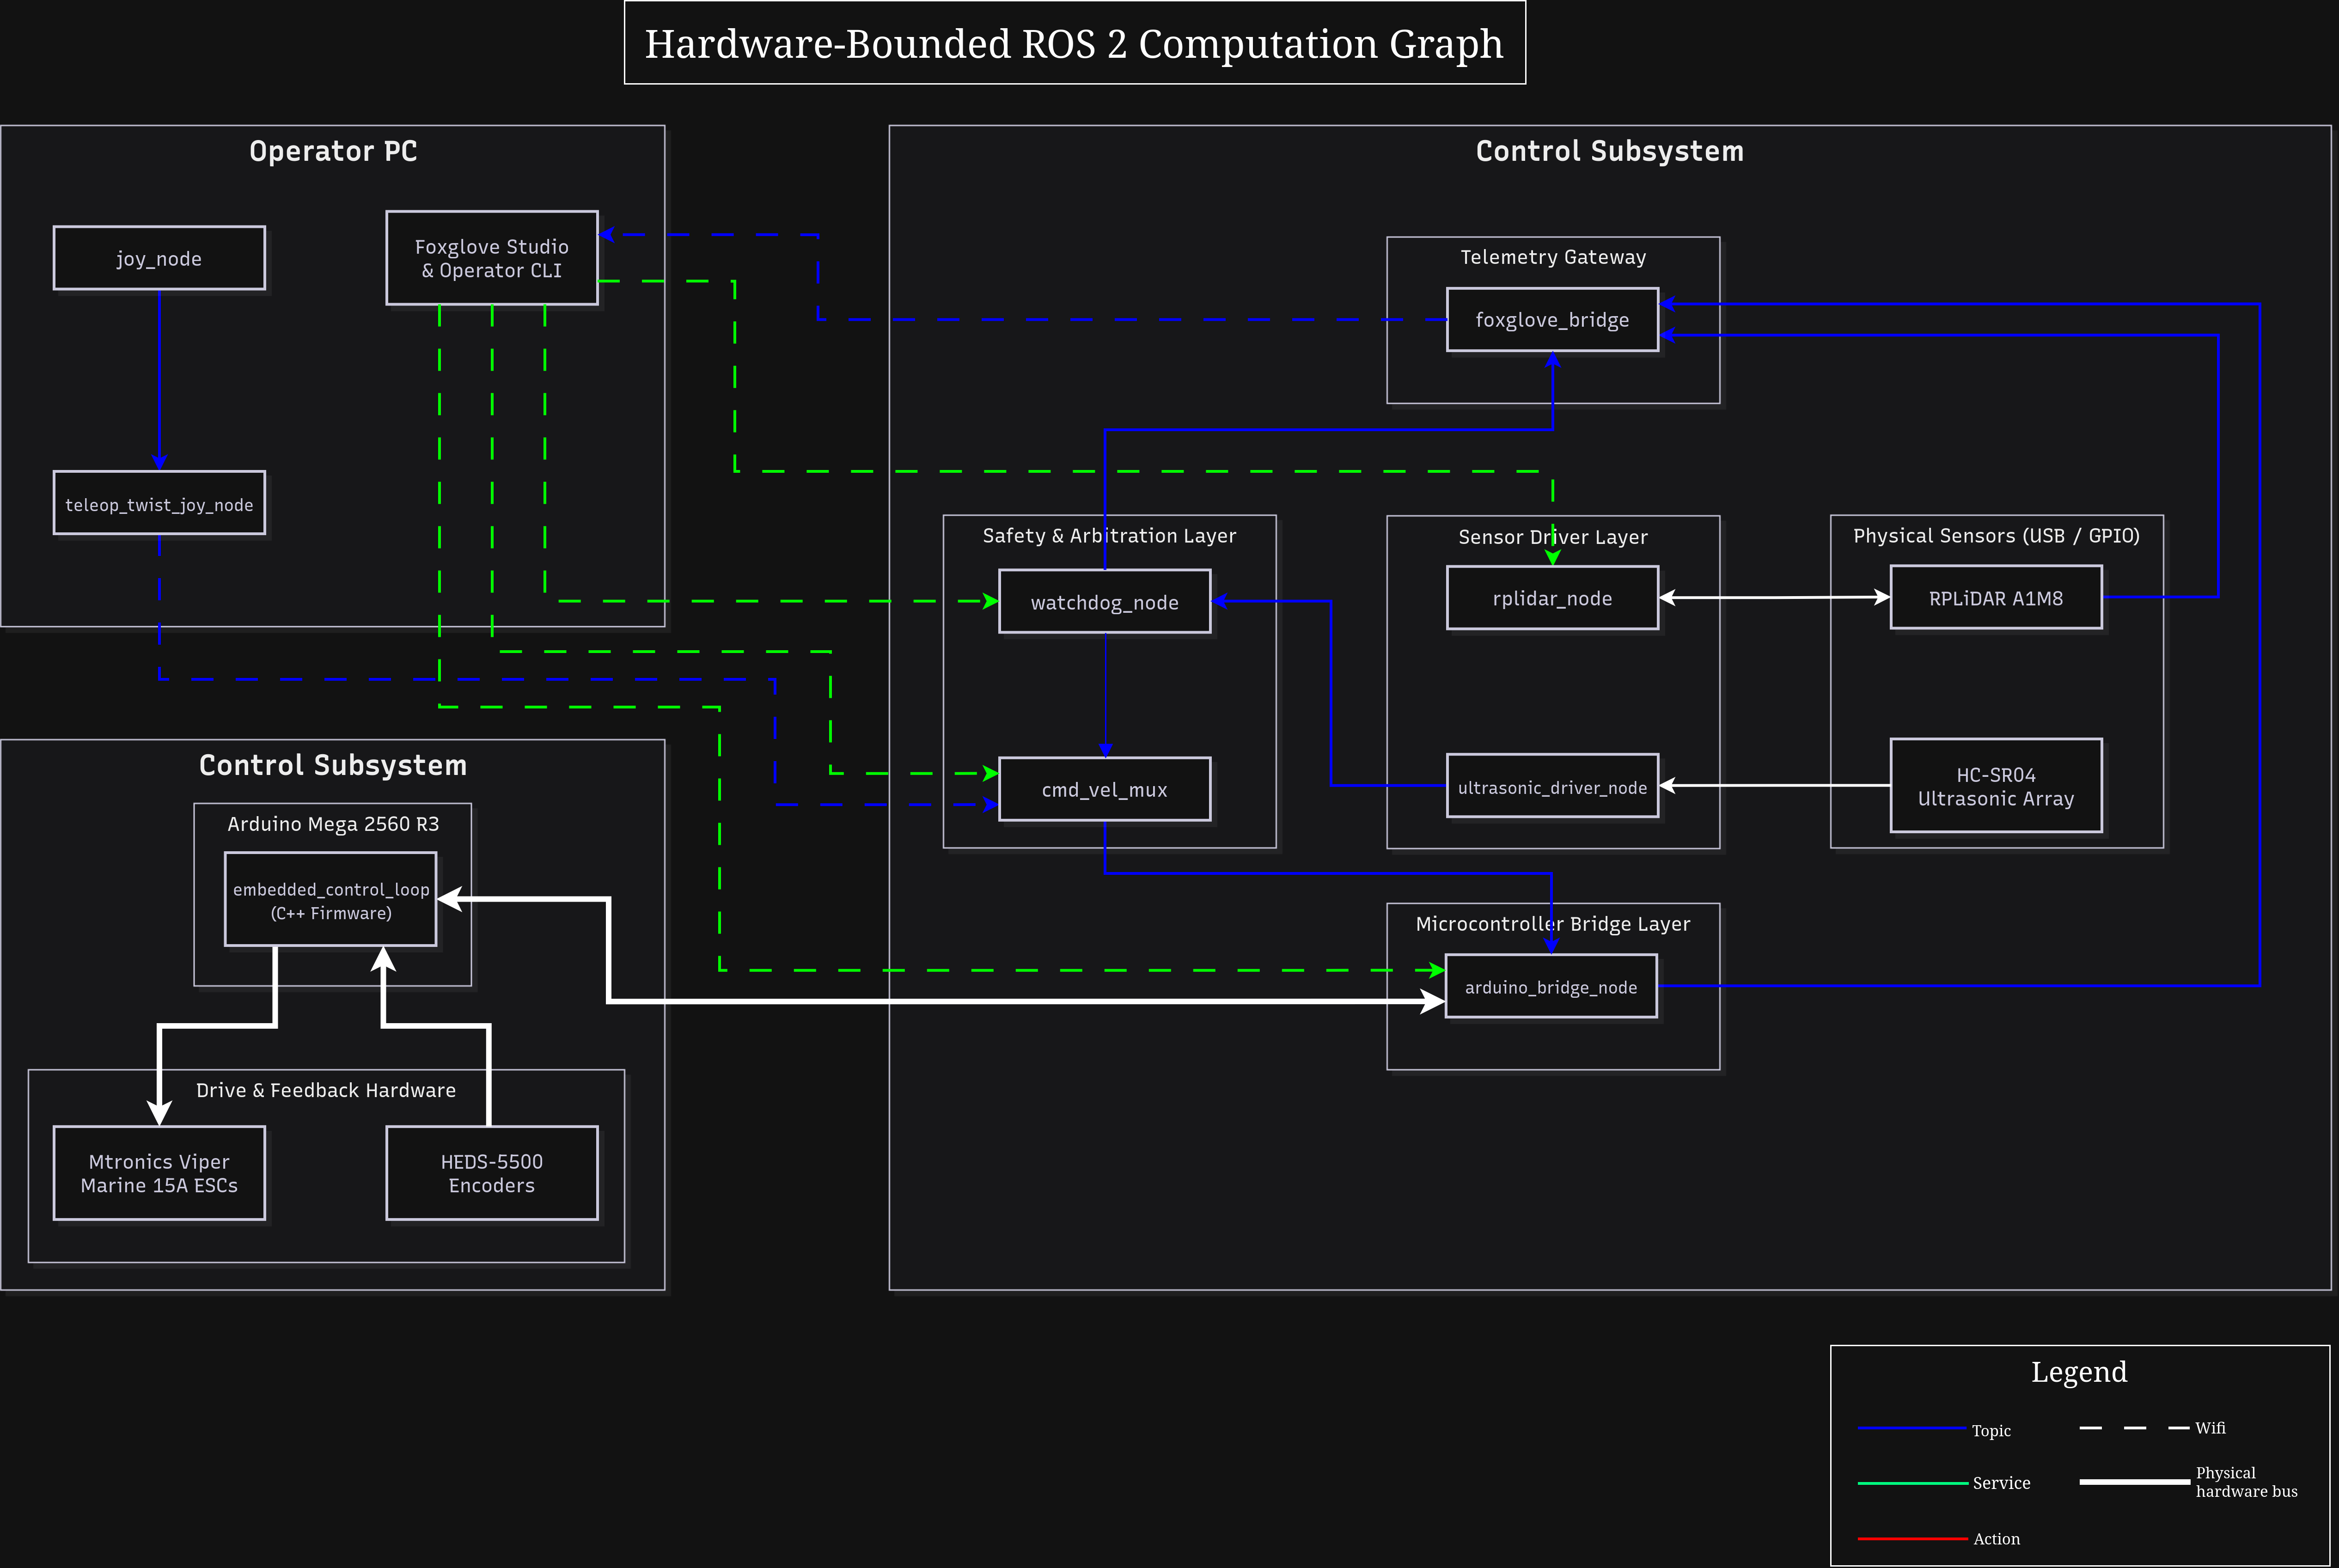 Hardware-Bounded ROS 2 Computation Graph
Operator PC
joy_node
Foxglove Studio
& Operator CLI
teleop_twist_joy_node
Control Subsystem
Arduino Mega 2560 R3
embedded_control_loop
(C++ Firmware)
Drive & Feedback Hardware
Mtronics Viper
Marine 15A ESCs
HEDS-5500
Encoders
Control Subsystem
Telemetry Gateway
foxglove_bridge
Safety & Arbitration Layer
watchdog_node
cmd_vel_mux
Sensor Driver Layer
rplidar_node
ultrasonic_driver_node
Physical Sensors (USB / GPIO)
RPLiDAR A1M8
HC-SR04
Ultrasonic Array
Microcontroller Bridge Layer
arduino_bridge_node
Legend
Topic
Wifi
Service
Physical
hardware bus
Action